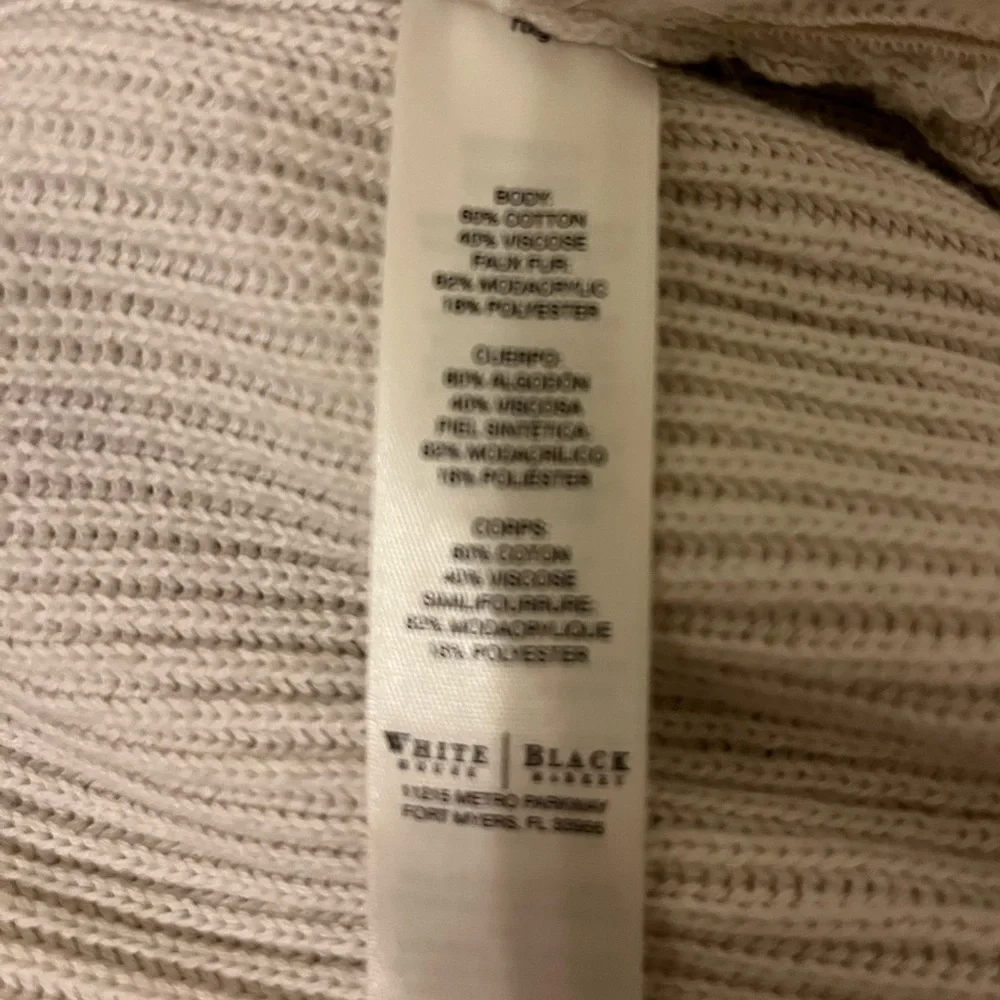 BODY:
60% COTTON
40% VISCOSE
FAUX FUR:
82% MODACRYLIC
18% POLYESTER
CUERPO:
60% ALGODÓN
40% VISCOSA
PIEL SINTÉTICA:
82% MODACRILICO
18% POLIÉSTER
CORPS:
60% COTON
40% VISCOSE
SIMILIFOURRURE:
82% MODACRYLIQUE
18% POLYESTER
WHITE | BLACK
HOUSE MARKET
11215 METRO PARKWAY
FORT MYERS, FL 33966